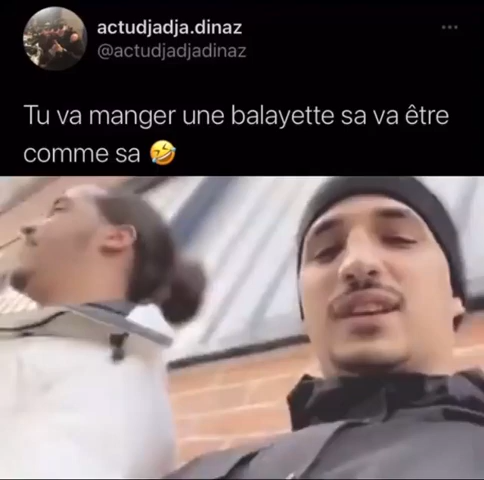 actudjadja.dinaz
@actudjadjadinaz
Tu va manger une balayette sa va être
comme sa 🤣